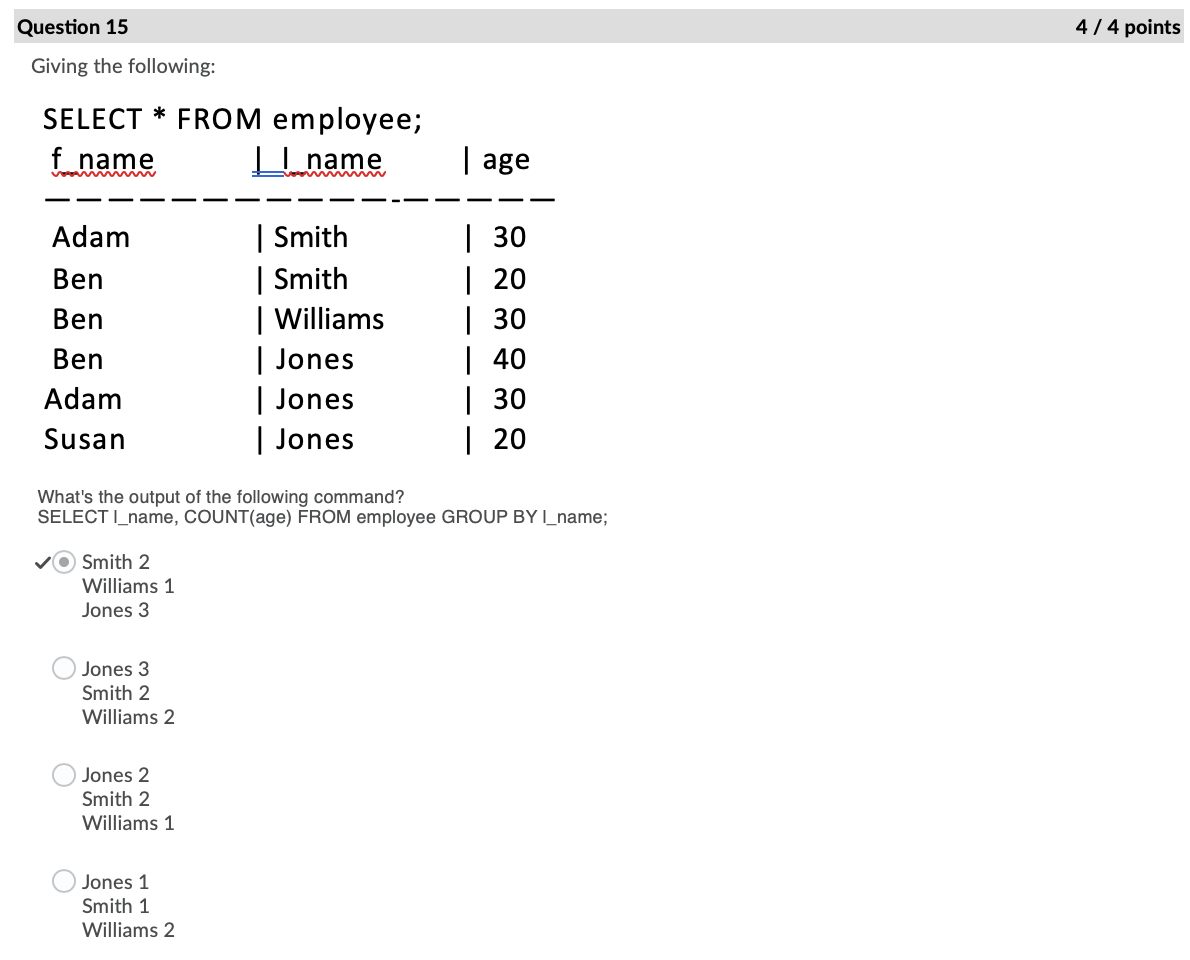 Question 15 4 / 4 points
Giving the following:
SELECT * FROM employee;
f_name | l_name | age
— — — — — — — — — — — - — — — — —
Adam | Smith | 30
Ben | Smith | 20
Ben | Williams | 30
Ben | Jones | 40
Adam | Jones | 30
Susan | Jones | 20
What's the output of the following command?
SELECT l_name, COUNT(age) FROM employee GROUP BY l_name;
Smith 2
Williams 1
Jones 3
Jones 3
Smith 2
Williams 2
Jones 2
Smith 2
Williams 1
Jones 1
Smith 1
Williams 2